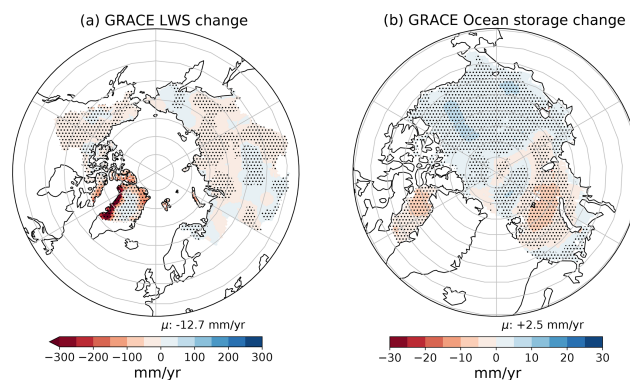 (a) GRACE LWS change
(b) GRACE Ocean storage change
μ: -12.7 mm/yr
μ: +2.5 mm/yr
−300 −200 −100 0 100 200 300
−30 −20 −10 0 10 20 30
mm/yr
mm/yr